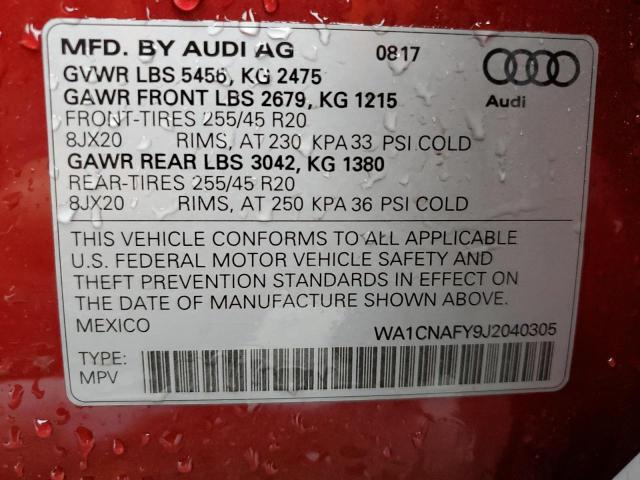 MFD. BY AUDI AG 0817
GVWR LBS 5456, KG 2475
GAWR FRONT LBS 2679, KG 1215 Audi
FRONT-TIRES 255/45 R20
8JX20 RIMS, AT 230 KPA 33 PSI COLD
GAWR REAR LBS 3042, KG 1380
REAR-TIRES 255/45 R20
8JX20 RIMS, AT 250 KPA 36 PSI COLD
THIS VEHICLE CONFORMS TO ALL APPLICABLE
U.S. FEDERAL MOTOR VEHICLE SAFETY AND
THEFT PREVENTION STANDARDS IN EFFECT ON
THE DATE OF MANUFACTURE SHOWN ABOVE.
MEXICO WA1CNAFY9J2040305
TYPE:
MPV